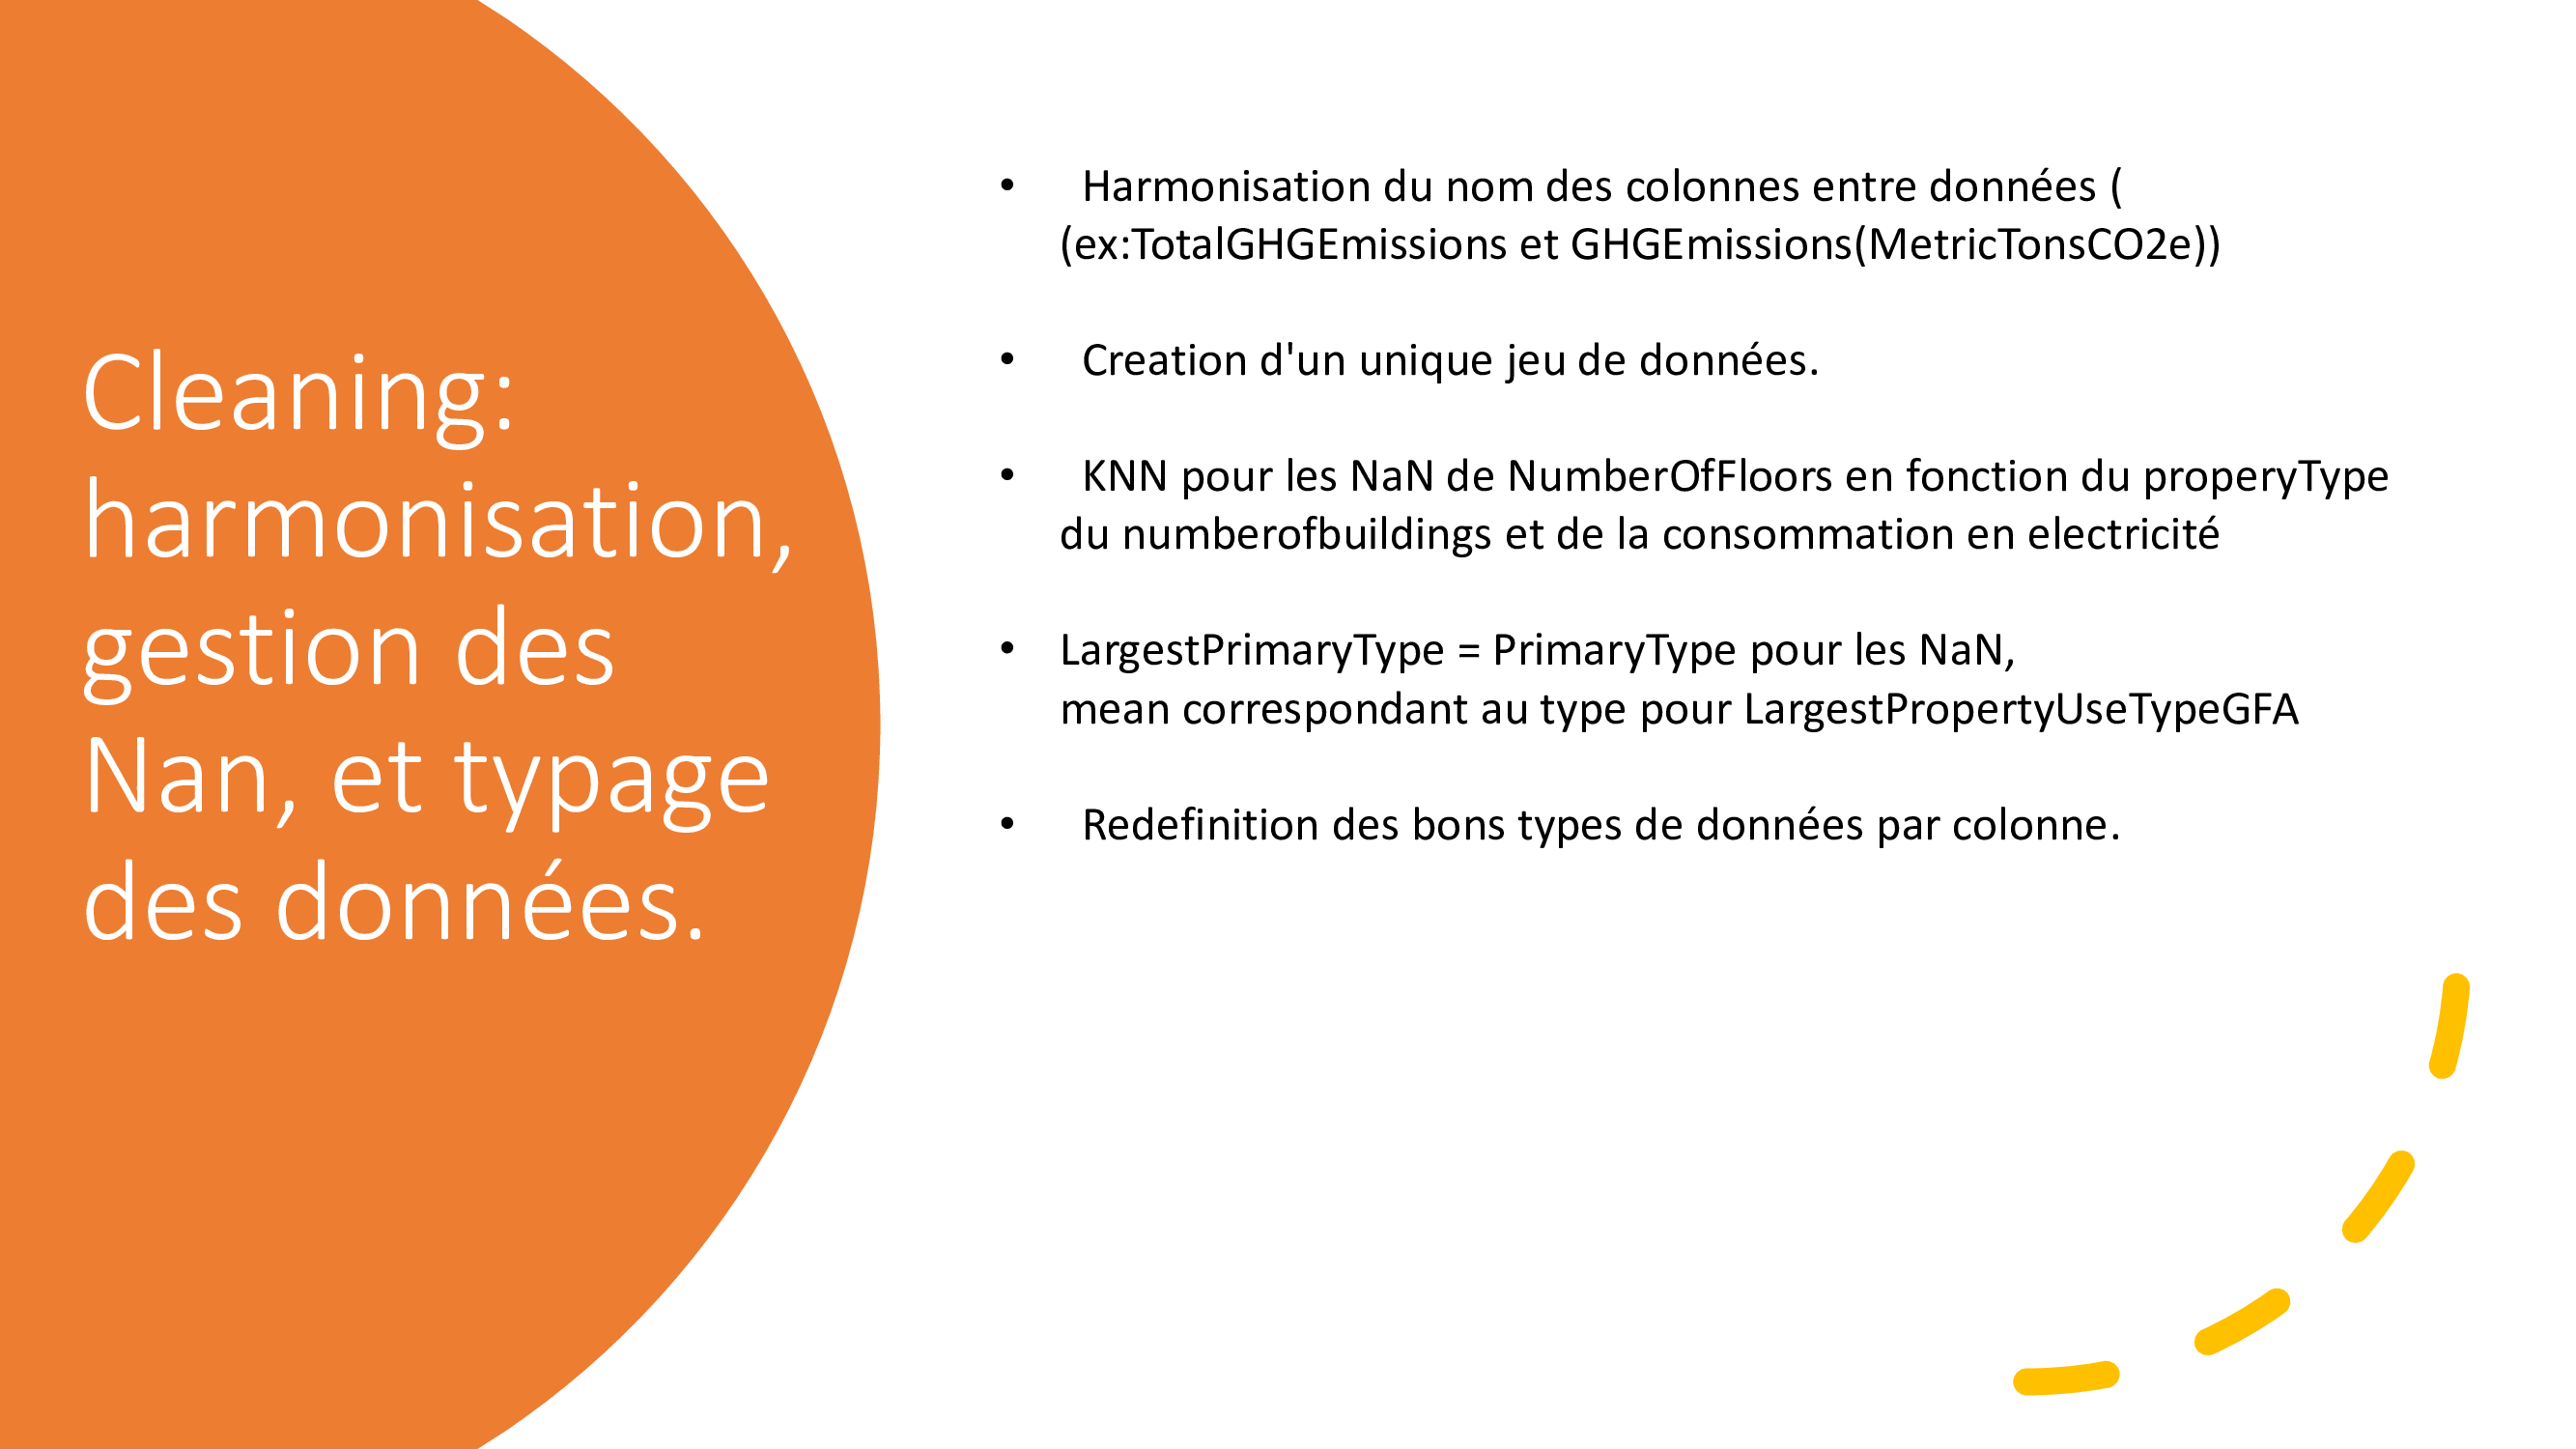 Cleaning:
harmonisation,
gestion des
Nan, et typage
des données.
• Harmonisation du nom des colonnes entre données (
(ex:TotalGHGEmissions et GHGEmissions(MetricTonsCO2e))
• Creation d'un unique jeu de données.
• KNN pour les NaN de NumberOfFloors en fonction du properyType
du numberofbuildings et de la consommation en electricité
• LargestPrimaryType = PrimaryType pour les NaN,
mean correspondant au type pour LargestPropertyUseTypeGFA
• Redefinition des bons types de données par colonne.